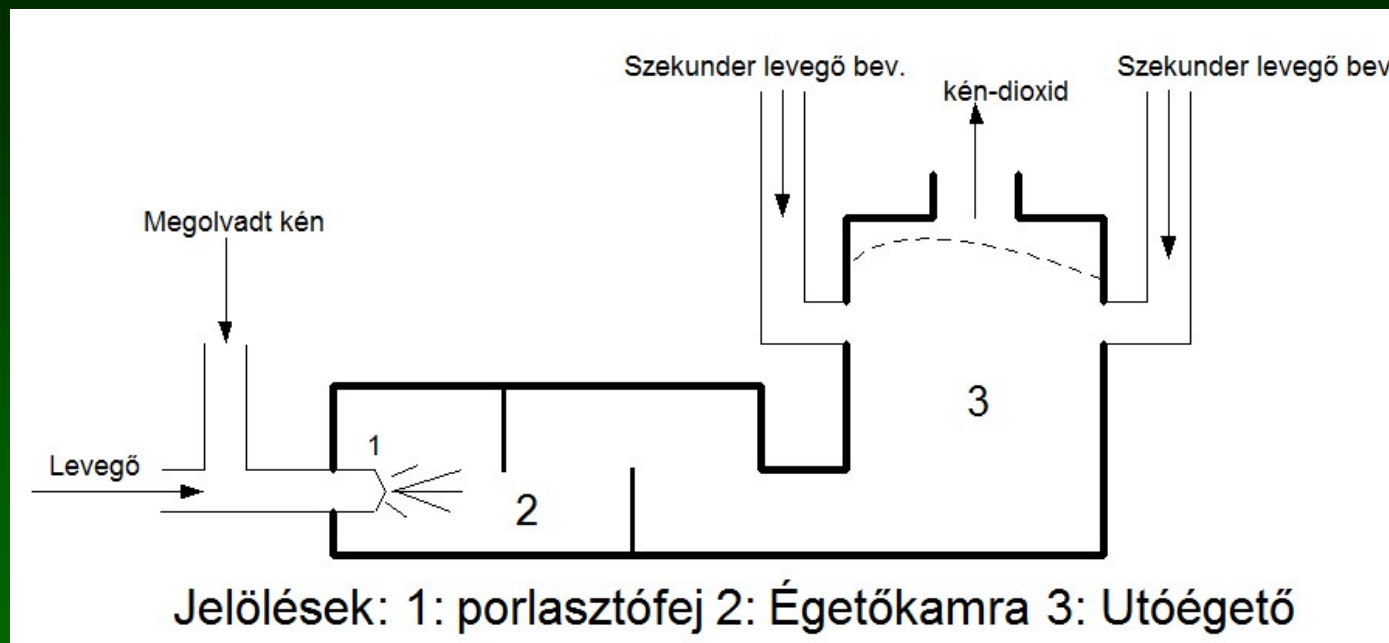 Szekunder levegő bev.
Szekunder levegő bev
kén-dioxid
Megolvadt kén
1
3
Levegő
2
Jelölések: 1: porlasztófej 2: Égetőkamra 3: Utóégető